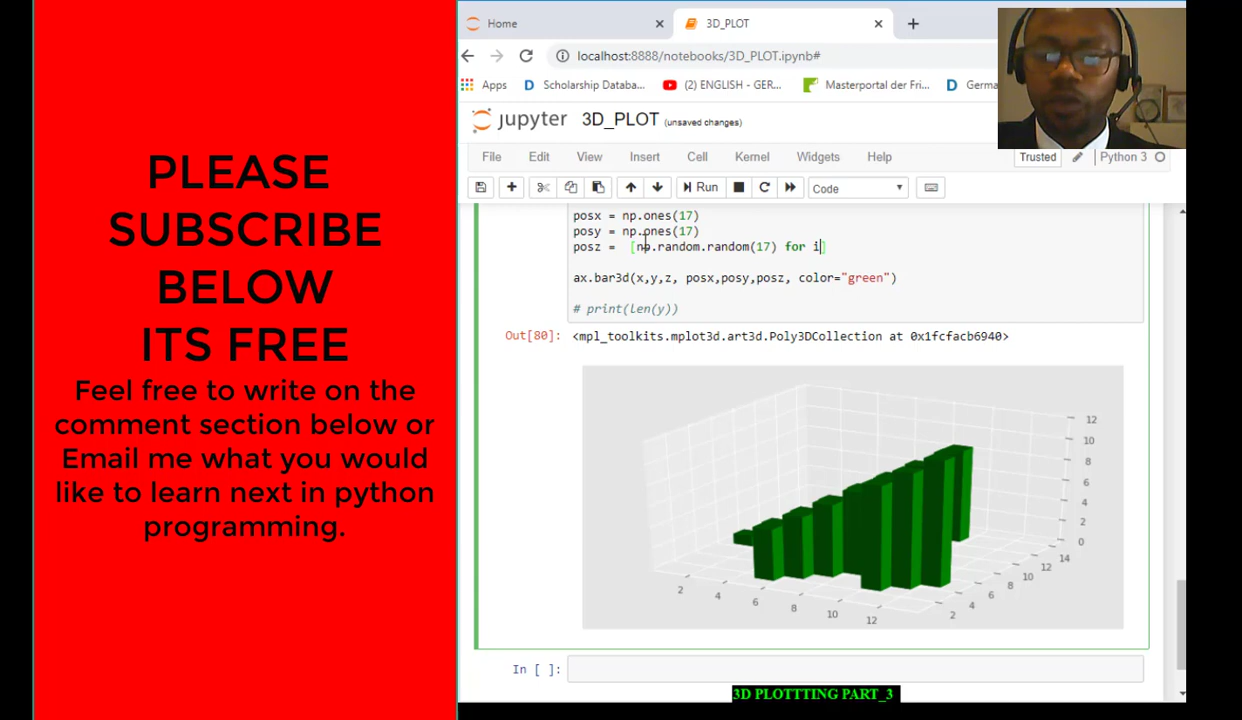 PLEASE
SUBSCRIBE
BELOW
ITS FREE
Feel free to write on the
comment section below or
Email me what you would
like to learn next in python
programming.
Home
3D_PLOT
localhost:8888/notebooks/3D_PLOT.ipynb#
Apps D Scholarship Databa... (2) ENGLISH - GER... Masterportal der Fri... D Germa
jupyter 3D_PLOT (unsaved changes)
File Edit View Insert Cell Kernel Widgets Help Trusted Python 3
Run Code
posx = np.ones(17)
posy = np.ones(17)
posz =  [np.random.random(17) for i]
ax.bar3d(x,y,z, posx,posy,posz, color="green")
# print(len(y))
Out[80]: <mpl_toolkits.mplot3d.art3d.Poly3DCollection at 0x1fcfacb6940>
2 4 6 8 10 12
2 4 6 8 10 12 14
0 2 4 6 8 10 12
In [ ]:
3D PLOTTTING PART_3